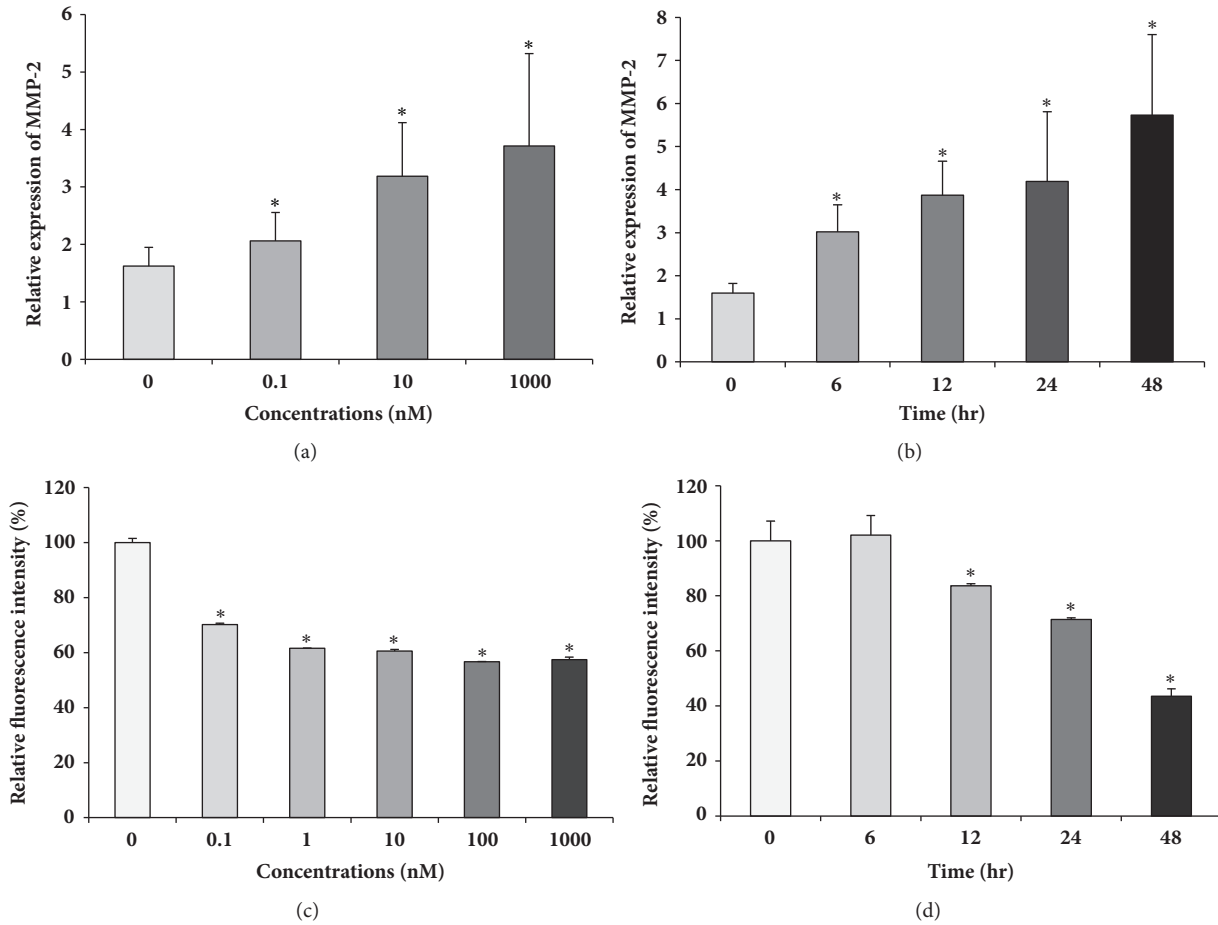 Relative expression of MMP-2
6
5
4
3
2
1
0
* * *
0 0.1 10 1000
Concentrations (nM)
(a)
Relative expression of MMP-2
8
7
6
5
4
3
2
1
0
* * * *
0 6 12 24 48
Time (hr)
(b)
Relative fluorescence intensity (%)
120
100
80
60
40
20
0
* * * * *
0 0.1 1 10 100 1000
Concentrations (nM)
(c)
Relative fluorescence intensity (%)
120
100
80
60
40
20
0
* * *
0 6 12 24 48
Time (hr)
(d)